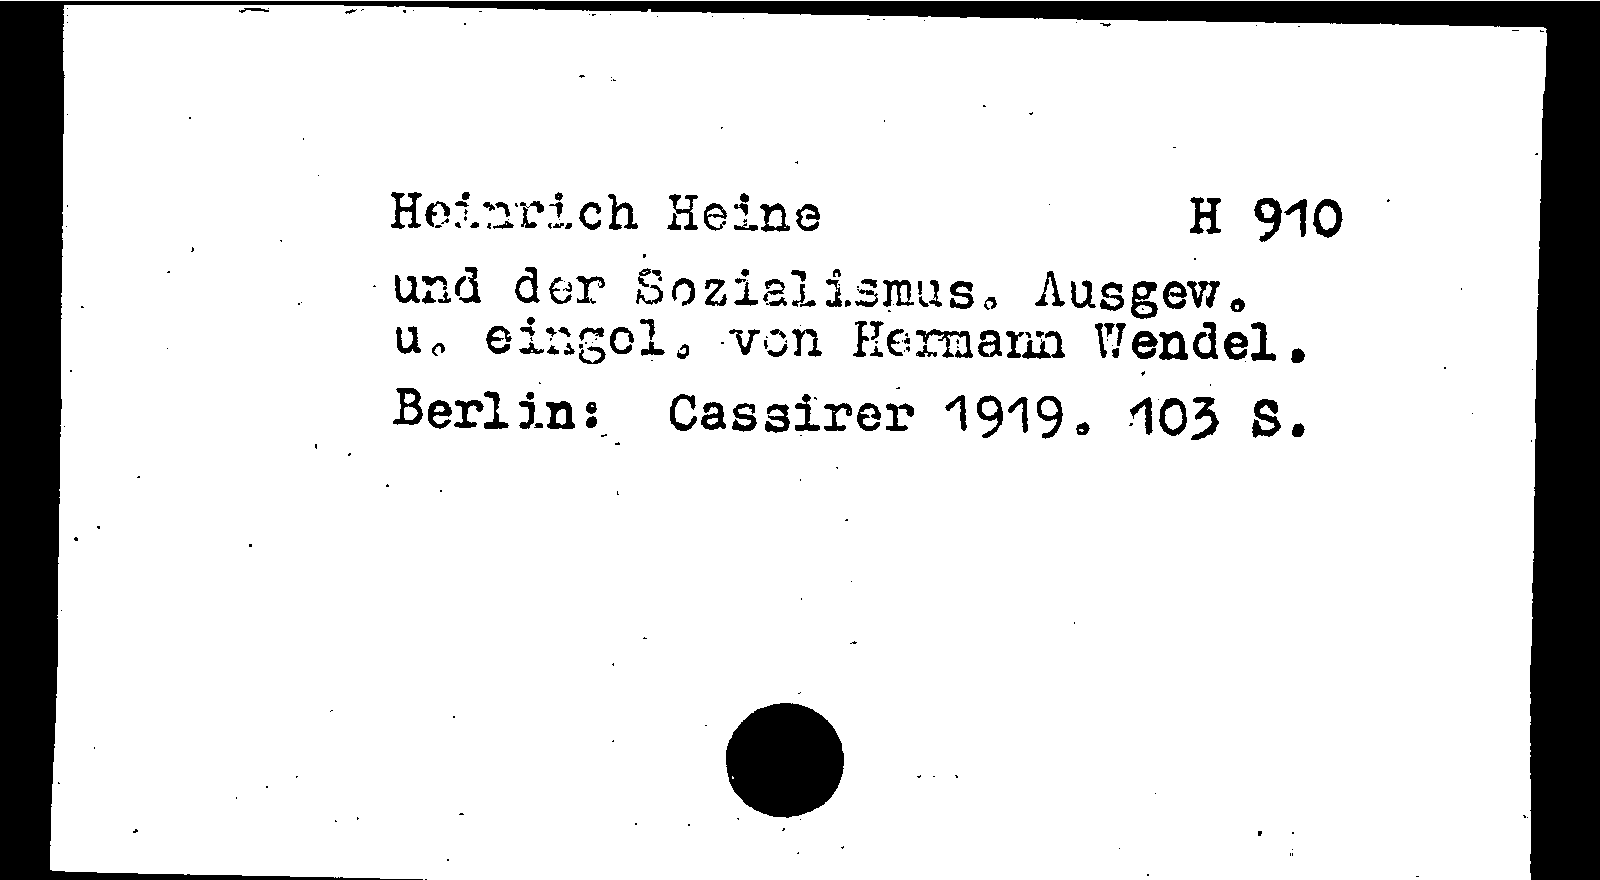 Heinrich Heine H 910
und der Sozialismus. Ausgew.
u. eingel. von Hermann Wendel.
Berlin: Cassirer 1919. 103 S.